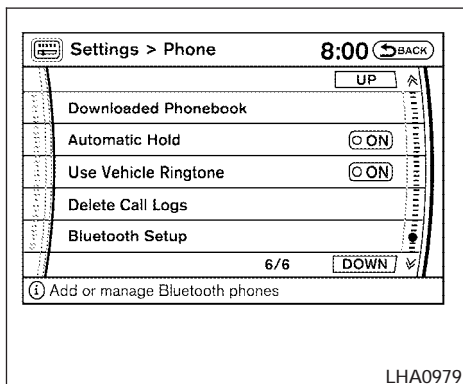 Settings > Phone 8:00 BACK
UP
Downloaded Phonebook
Automatic Hold ON
Use Vehicle Ringtone ON
Delete Call Logs
Bluetooth Setup
6/6 DOWN
i Add or manage Bluetooth phones
LHA0979